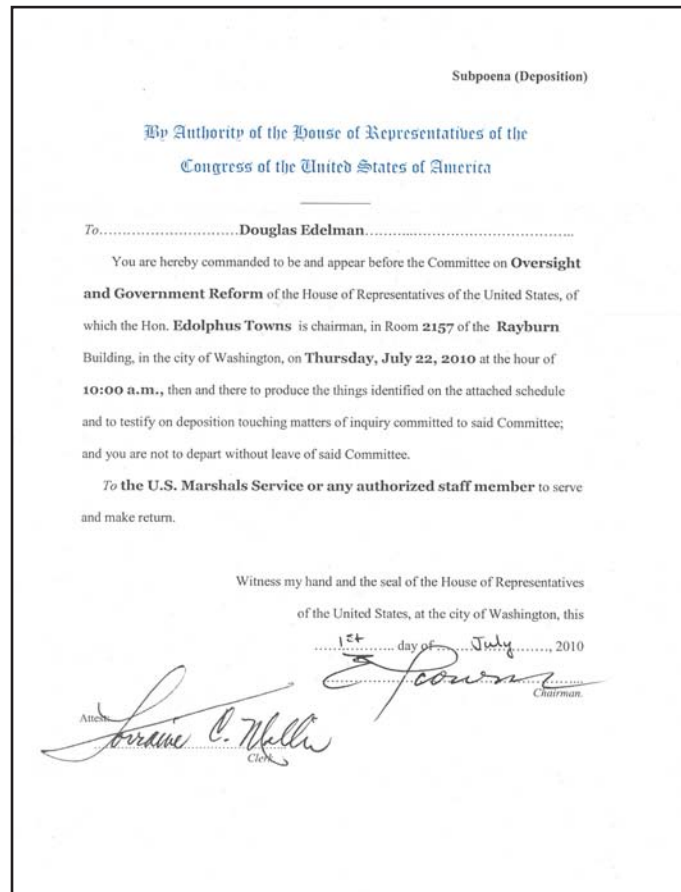 Subpoena (Deposition)
By Authority of the House of Representatives of the
Congress of the United States of America
To............................Douglas Edelman..........................................
You are hereby commanded to be and appear before the Committee on Oversight
and Government Reform of the House of Representatives of the United States, of
which the Hon. Edolphus Towns is chairman, in Room 2157 of the Rayburn
Building, in the city of Washington, on Thursday, July 22, 2010 at the hour of
10:00 a.m., then and there to produce the things identified on the attached schedule
and to testify on deposition touching matters of inquiry committed to said Committee;
and you are not to depart without leave of said Committee.
To the U.S. Marshals Service or any authorized staff member to serve
and make return.
Witness my hand and the seal of the House of Representatives
of the United States, at the city of Washington, this
1st day of July, 2010
E Towns
Chairman.
Attest:
Lorraine C. Miller
Clerk